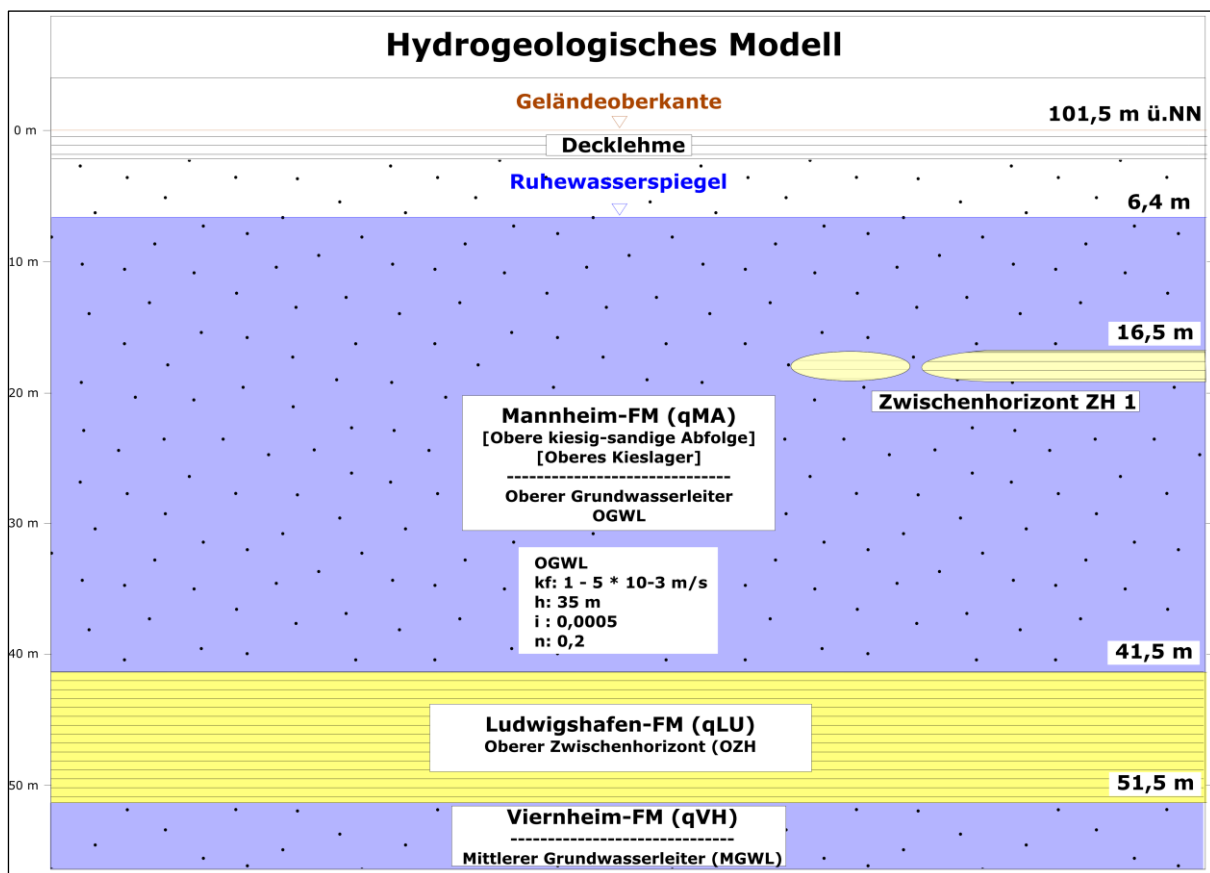 Hydrogeologisches Modell
Geländeoberkante
101,5 m ü.NN
0 m
Decklehme
Ruhewasserspiegel
6,4 m
10 m
16,5 m
20 m
Zwischenhorizont ZH 1
Mannheim-FM (qMA)
[Obere kiesig-sandige Abfolge]
[Oberes Kieslager]
-------------------------------
Oberer Grundwasserleiter
OGWL
30 m
OGWL
kf: 1 - 5 * 10-3 m/s
h: 35 m
i : 0,0005
n: 0,2
40 m
41,5 m
Ludwigshafen-FM (qLU)
Oberer Zwischenhorizont (OZH
50 m
51,5 m
Viernheim-FM (qVH)
-------------------------------
Mittlerer Grundwasserleiter (MGWL)